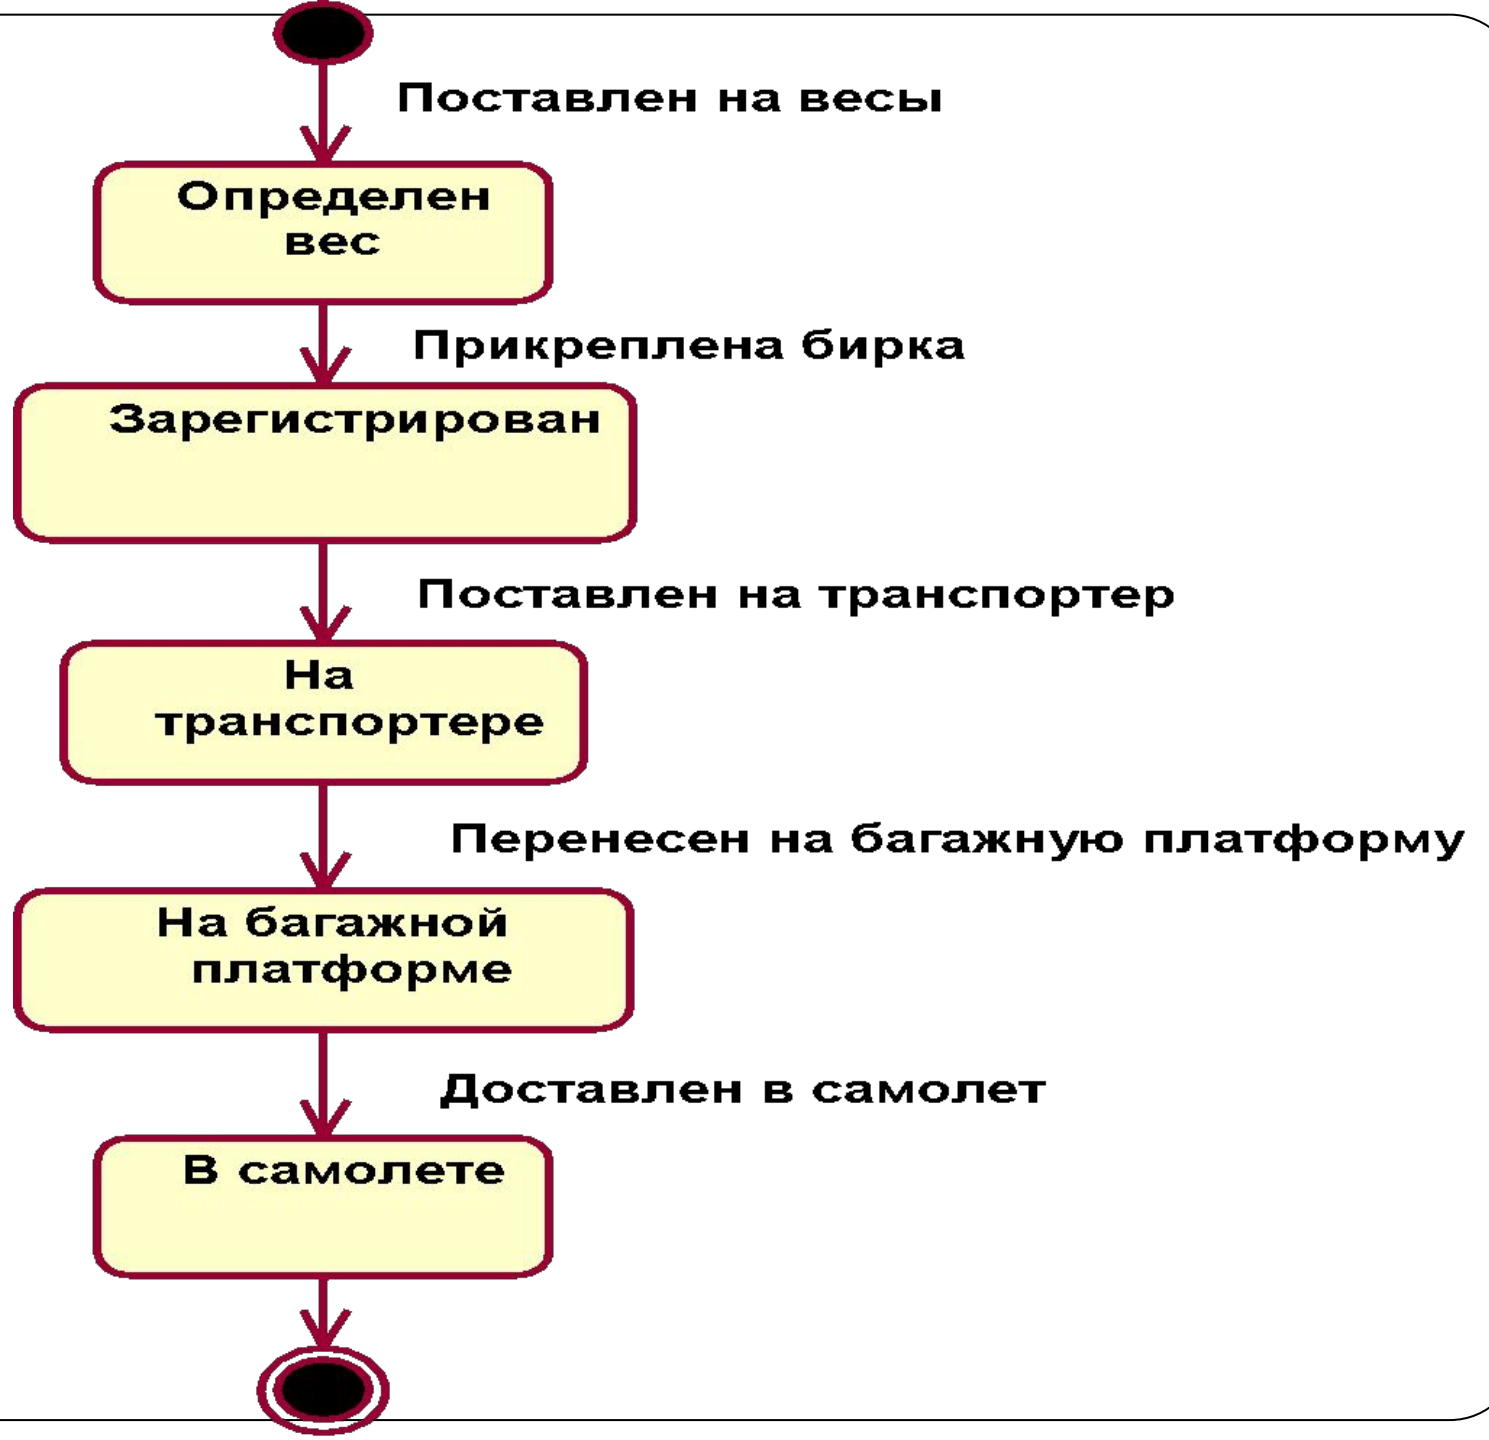 Поставлен на весы
Определен
вес
Прикреплена бирка
Зарегистрирован
Поставлен на транспортер
На
транспортере
Перенесен на багажную платформу
На багажной
платформе
Доставлен в самолет
В самолете